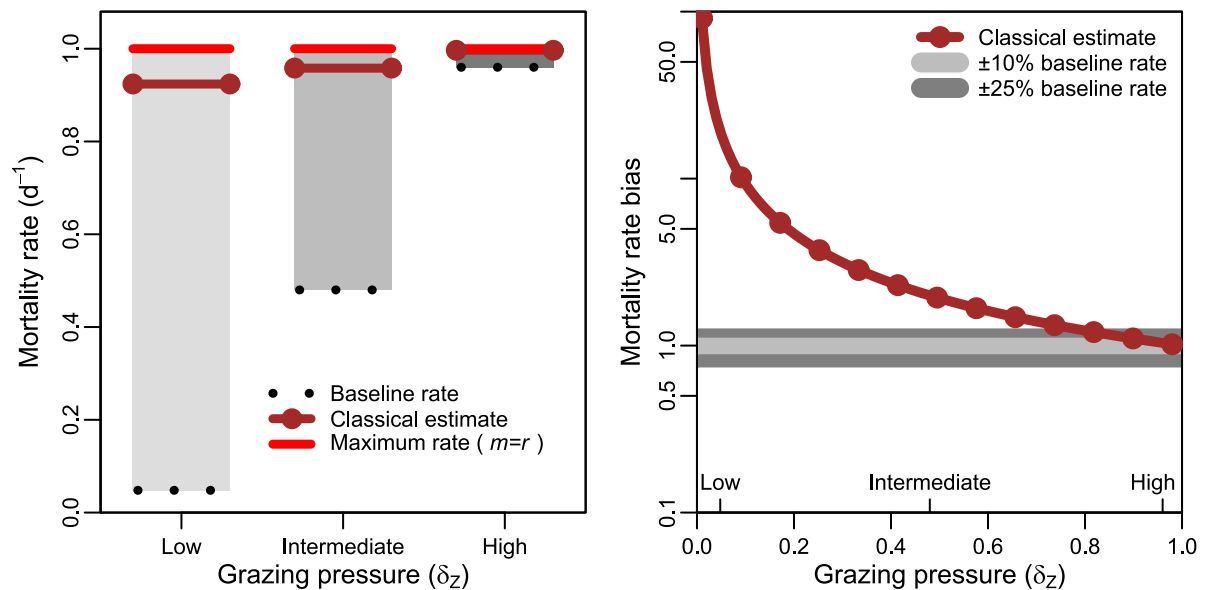 Mortality rate (d⁻¹)
1.0
0.8
0.6
0.4
0.2
0.0
Baseline rate
Classical estimate
Maximum rate ( m=r )
Low Intermediate High
Grazing pressure (δZ)
Mortality rate bias
50.0
5.0
1.0
0.5
0.1
Classical estimate
±10% baseline rate
±25% baseline rate
Low Intermediate High
0.0 0.2 0.4 0.6 0.8 1.0
Grazing pressure (δZ)